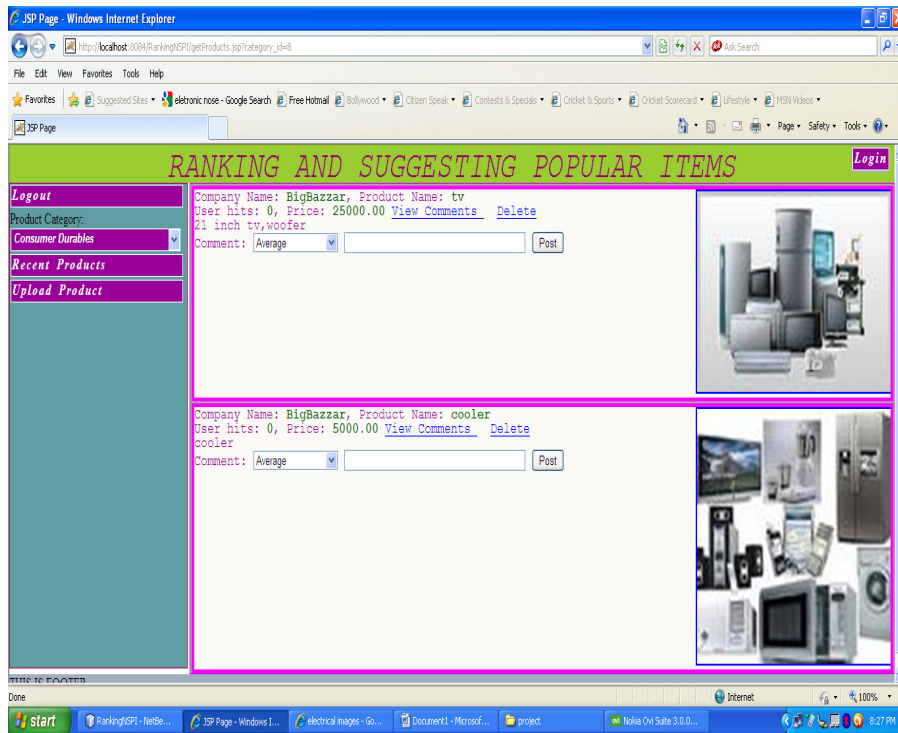 JSP Page - Windows Internet Explorer
http://localhost:8084/RankingNSPI/getProducts.jsp?category_id=8
Ask Search
File Edit View Favorites Tools Help
Favorites Suggested Sites eletronic nose - Google Search Free Hotmail Bollywood Citizen Speak Contests & Specials Cricket & Sports Cricket Scorecard Lifestyle MSN Videos
JSP Page
Page Safety Tools
RANKING AND SUGGESTING POPULAR ITEMS
Login
Logout
Product Category:
Consumer Durables
Recent Products
Upload Product
Company Name: BigBazzar, Product Name: tv
User hits: 0, Price: 25000.00 View Comments Delete
21 inch tv,woofer
Comment: Average Post
Company Name: BigBazzar, Product Name: cooler
User hits: 0, Price: 5000.00 View Comments Delete
cooler
Comment: Average Post
THIS IS FOOTER
Done
Internet
100%
start
RankingNSPI - NetBe...
JSP Page - Windows I...
electrical images - Go...
Document1 - Microsof...
project
Nokia Ovi Suite 3.0.0...
8:27 PM